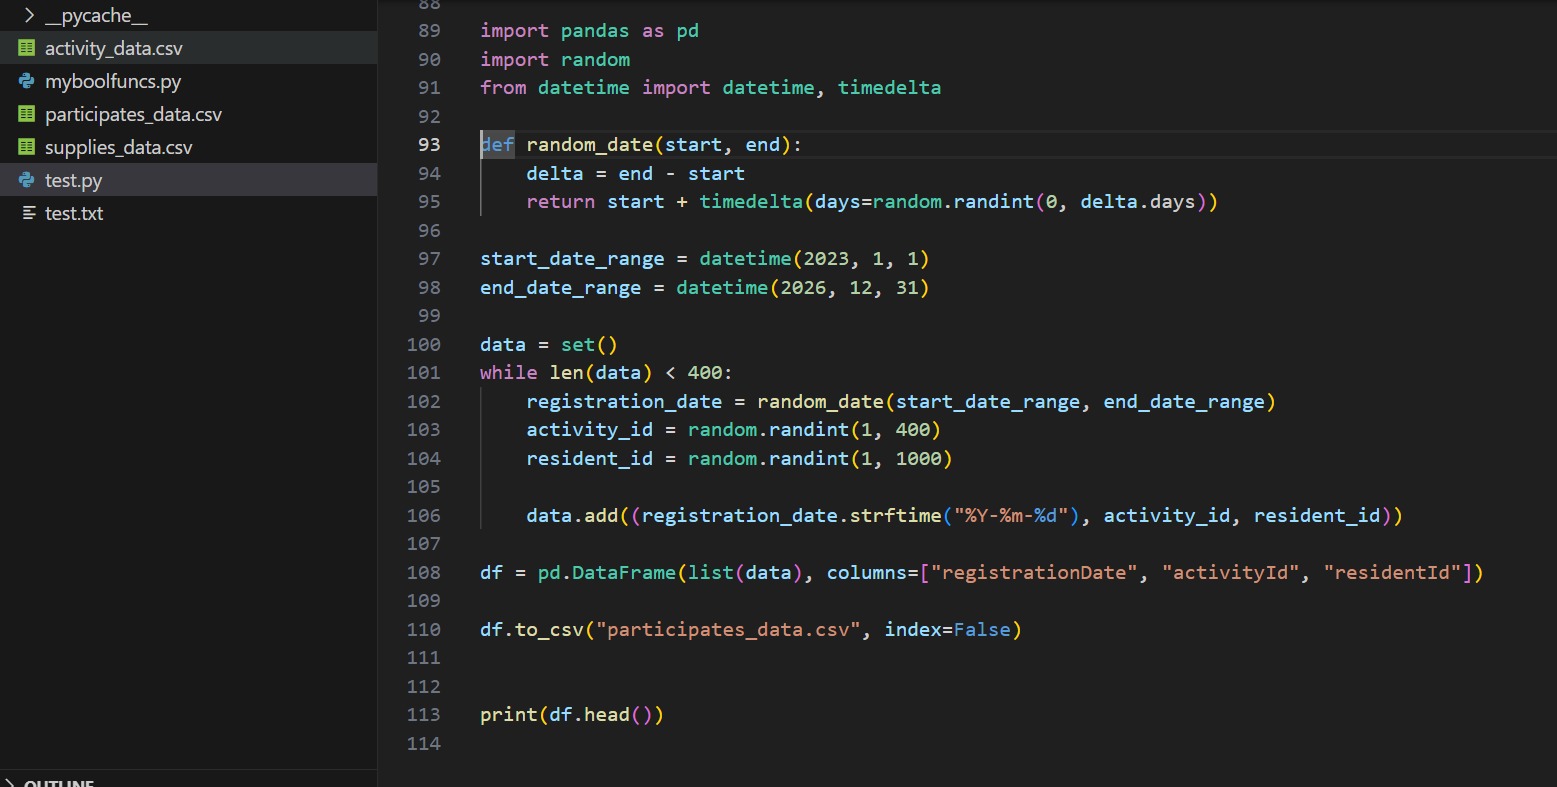 __pycache__
activity_data.csv
myboolfuncs.py
participates_data.csv
supplies_data.csv
test.py
test.txt
OUTLINE
88
89 import pandas as pd
90 import random
91 from datetime import datetime, timedelta
92
93 def random_date(start, end):
94     delta = end - start
95     return start + timedelta(days=random.randint(0, delta.days))
96
97 start_date_range = datetime(2023, 1, 1)
98 end_date_range = datetime(2026, 12, 31)
99
100 data = set()
101 while len(data) < 400:
102     registration_date = random_date(start_date_range, end_date_range)
103     activity_id = random.randint(1, 400)
104     resident_id = random.randint(1, 1000)
105
106     data.add((registration_date.strftime("%Y-%m-%d"), activity_id, resident_id))
107
108 df = pd.DataFrame(list(data), columns=["registrationDate", "activityId", "residentId"])
109
110 df.to_csv("participates_data.csv", index=False)
111
112
113 print(df.head())
114